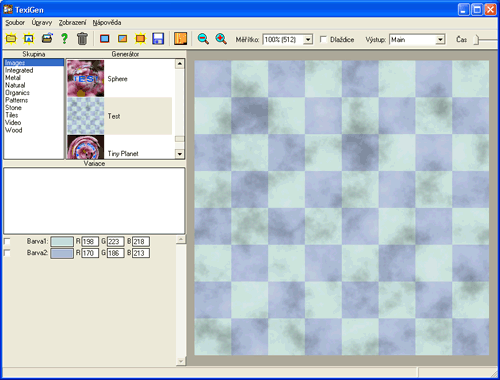 TexiGen
Soubor Úpravy Zobrazení Nápověda
Měřítko: 100% (512) Dlaždice Výstup: Main Čas
Skupina Generátor
Images
Integrated
Metal
Natural
Organics
Patterns
Stone
Tiles
Video
Wood
TEST
Sphere
Test
Tiny Planet
Variace
Barva1: R 198 G 223 B 218
Barva2: R 170 G 186 B 213